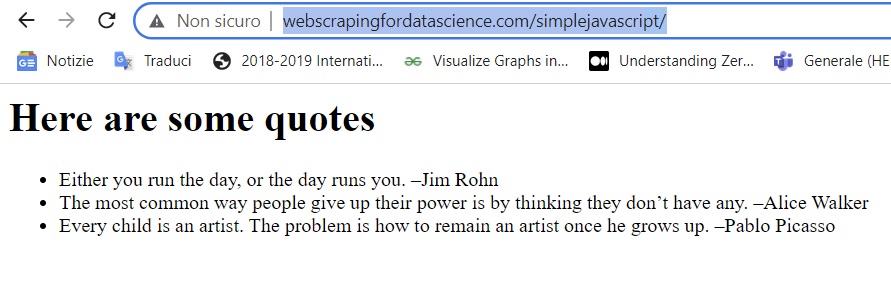 Non sicuro | webscrapingfordatascience.com/simplejavascript/
Notizie Traduci 2018-2019 Internati... Visualize Graphs in... Understanding Zer... Generale (HE
Here are some quotes
• Either you run the day, or the day runs you. –Jim Rohn
• The most common way people give up their power is by thinking they don’t have any. –Alice Walker
• Every child is an artist. The problem is how to remain an artist once he grows up. –Pablo Picasso